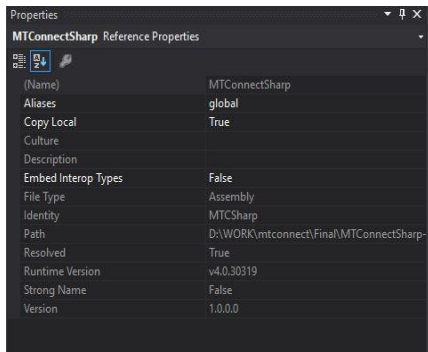 Properties
MTConnectSharp Reference Properties
(Name) MTConnectSharp
Aliases global
Copy Local True
Culture
Description
Embed Interop Types False
File Type Assembly
Identity MTCSharp
Path D:\WORK\mtconnect\Final\MTConnectSharp-
Resolved True
Runtime Version v4.0.30319
Strong Name False
Version 1.0.0.0